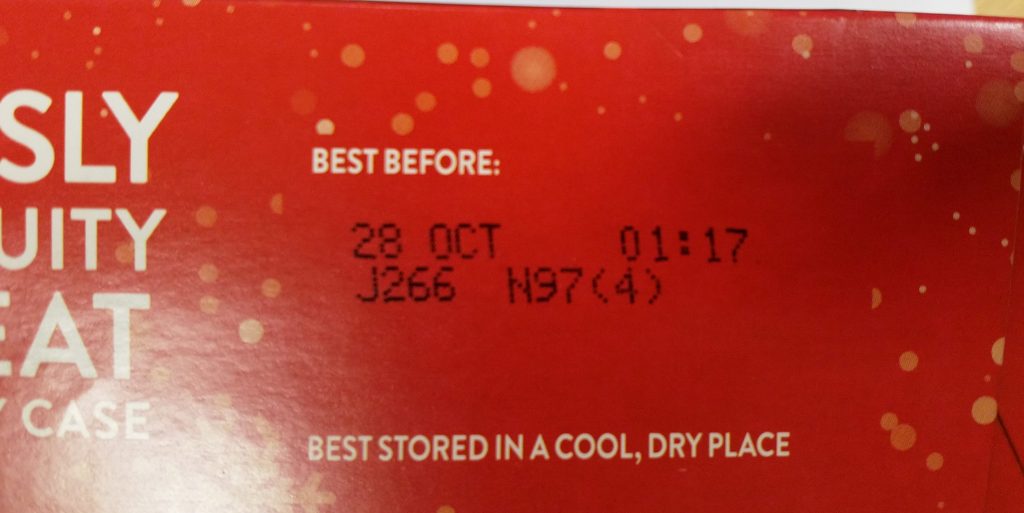 SLY
UITY
EAT
Y CASE
BEST BEFORE:
28 OCT 01:17
J266 N97(4)
BEST STORED IN A COOL, DRY PLACE